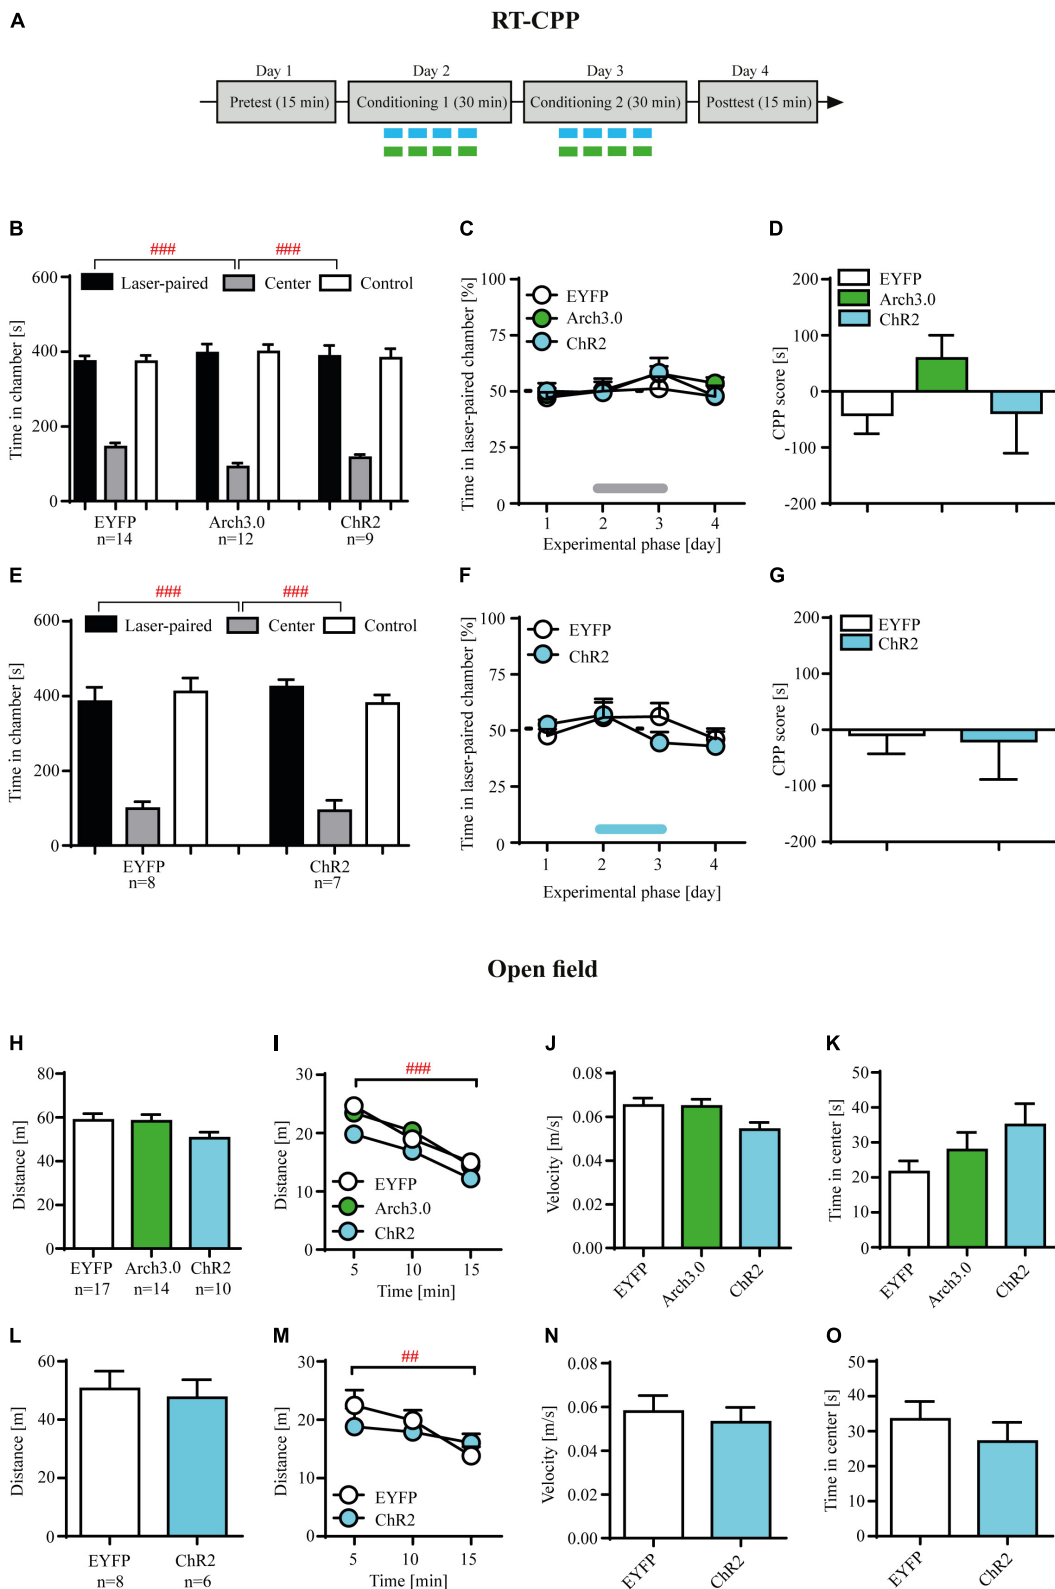 A
RT-CPP
Day 1 Day 2 Day 3 Day 4
Pretest (15 min) Conditioning 1 (30 min) Conditioning 2 (30 min) Posttest (15 min)
B
### ###
Laser-paired Center Control
Time in chamber [s]
600
400
200
0
EYFP Arch3.0 ChR2
n=14 n=12 n=9
C
Time in laser-paired chamber [%]
100
75
50
25
0
EYFP
Arch3.0
ChR2
1 2 3 4
Experimental phase [day]
D
EYFP
Arch3.0
ChR2
CPP score [s]
200
100
0
-100
-200
E
### ###
Laser-paired Center Control
Time in chamber [s]
600
400
200
0
EYFP ChR2
n=8 n=7
F
Time in laser-paired chamber [%]
100
75
50
25
0
EYFP
ChR2
1 2 3 4
Experimental phase [day]
G
EYFP
ChR2
CPP score [s]
200
100
0
-100
-200
Open field
H
Distance [m]
80
60
40
20
0
EYFP Arch3.0 ChR2
n=17 n=14 n=10
I
###
Distance [m]
30
20
10
0
EYFP
Arch3.0
ChR2
5 10 15
Time [min]
J
Velocity [m/s]
0.08
0.06
0.04
0.02
0.00
EYFP Arch3.0 ChR2
K
Time in center [s]
50
40
30
20
10
0
EYFP Arch3.0 ChR2
L
Distance [m]
60
40
20
0
EYFP ChR2
n=8 n=6
M
##
Distance [m]
30
20
10
0
EYFP
ChR2
5 10 15
Time [min]
N
Velocity [m/s]
0.08
0.06
0.04
0.02
0.00
EYFP ChR2
O
Time in center [s]
50
40
30
20
10
0
EYFP ChR2